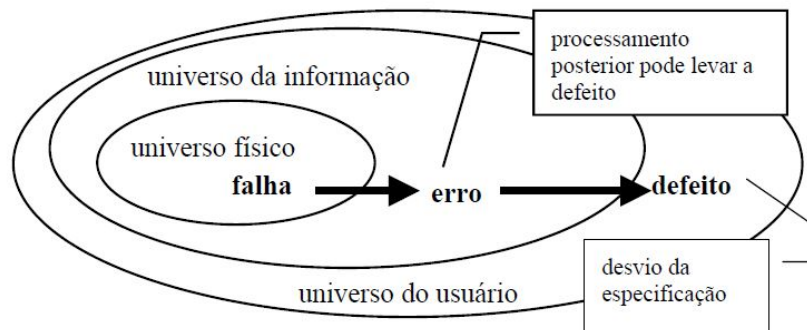 processamento
posterior pode levar a
defeito
universo da informação
universo físico
falha
erro
defeito
desvio da
especificação
universo do usuário